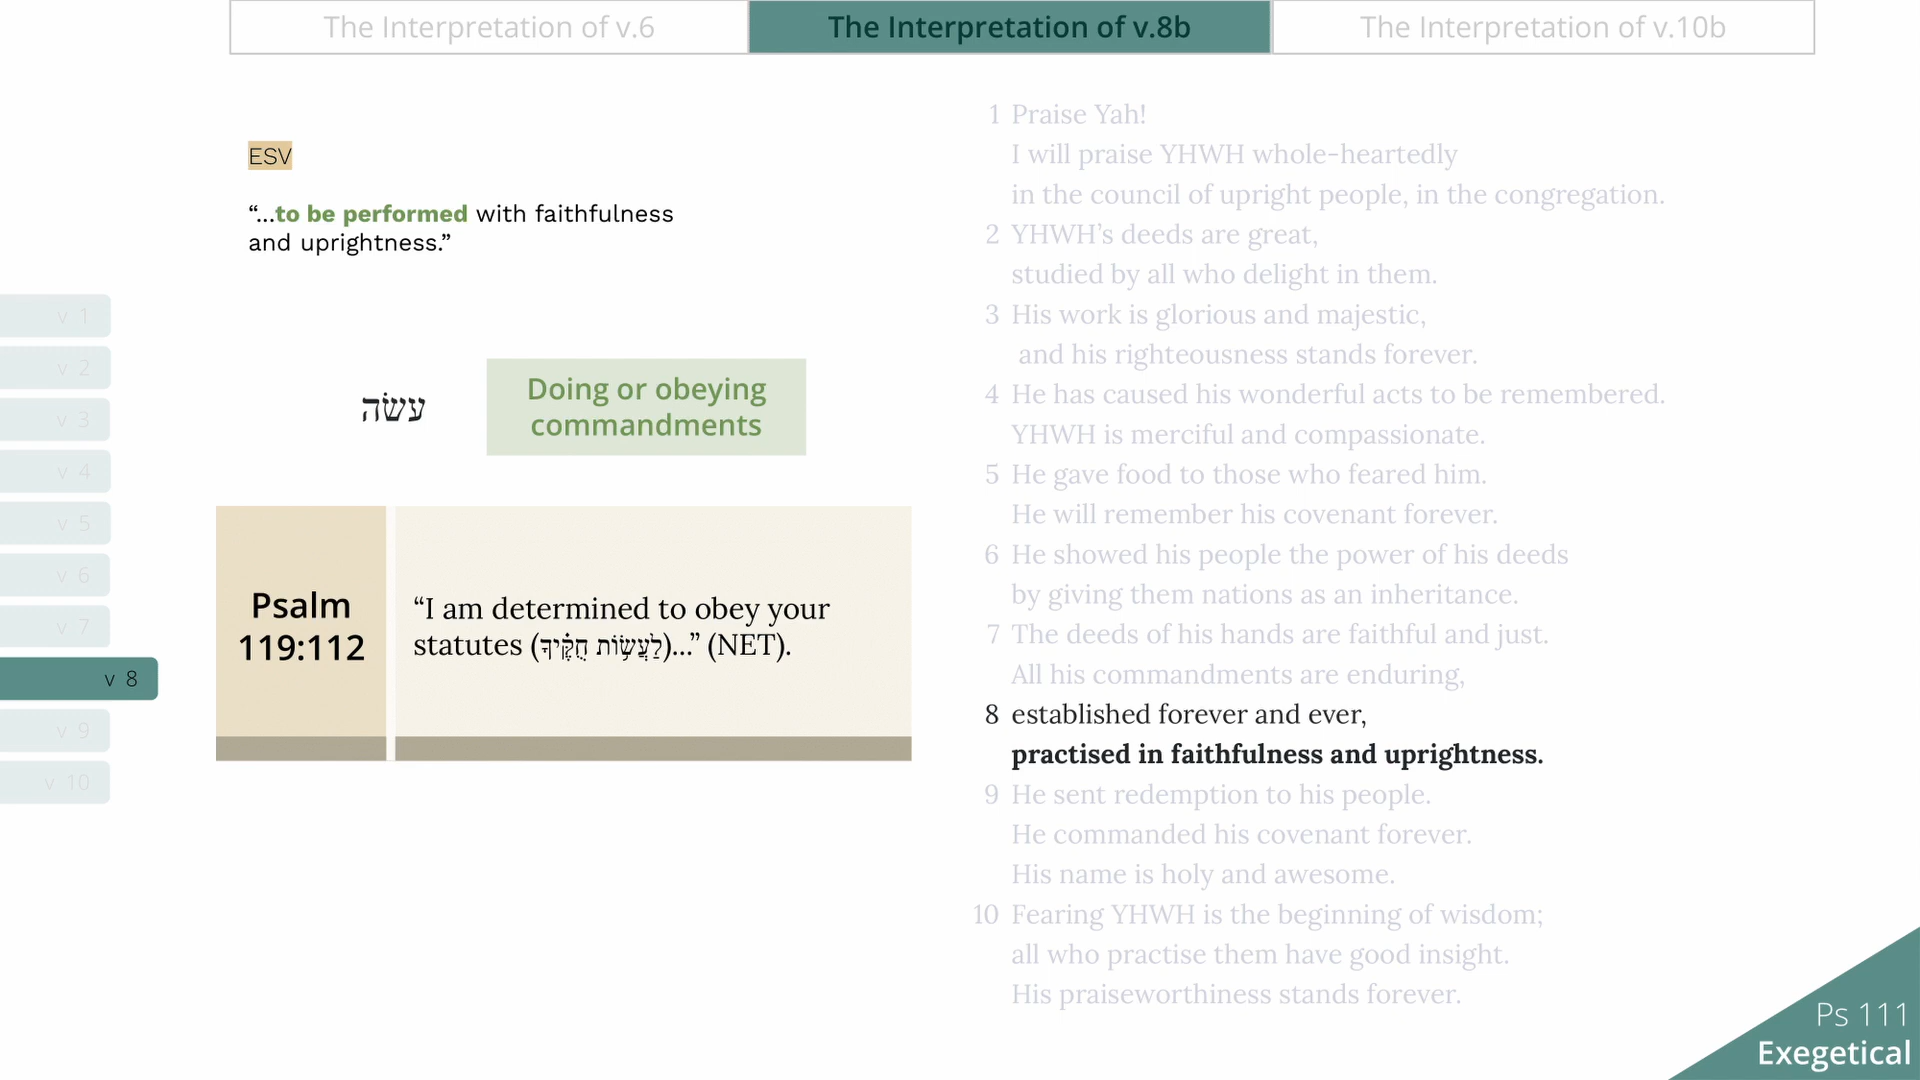 The Interpretation of v.6
The Interpretation of v.8b
The Interpretation of v.10b
ESV
“...to be performed with faithfulness
and uprightness.”
עשׂה
Doing or obeying
commandments
Psalm
119:112
“I am determined to obey your
statutes (לַעֲשׂ֥וֹת חֻקֶּ֗יךָ)...” (NET).
v 1
v 2
v 3
v 4
v 5
v 6
v 7
v 8
v 9
v 10
1 Praise Yah!
I will praise YHWH whole-heartedly
in the council of upright people, in the congregation.
2 YHWH’s deeds are great,
studied by all who delight in them.
3 His work is glorious and majestic,
and his righteousness stands forever.
4 He has caused his wonderful acts to be remembered.
YHWH is merciful and compassionate.
5 He gave food to those who feared him.
He will remember his covenant forever.
6 He showed his people the power of his deeds
by giving them nations as an inheritance.
7 The deeds of his hands are faithful and just.
All his commandments are enduring,
8 established forever and ever,
practised in faithfulness and uprightness.
9 He sent redemption to his people.
He commanded his covenant forever.
His name is holy and awesome.
10 Fearing YHWH is the beginning of wisdom;
all who practise them have good insight.
His praiseworthiness stands forever.
Ps 111
Exegetical